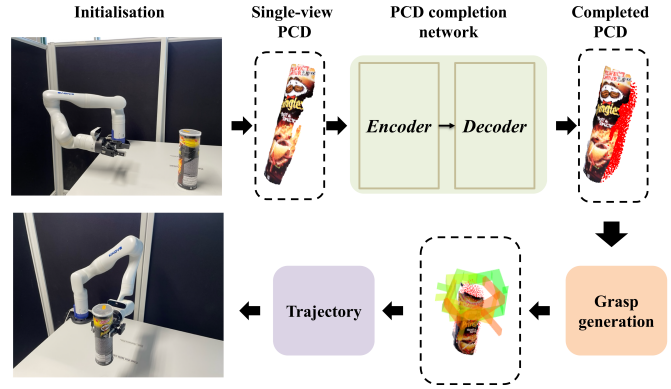 Initialisation
Single-view
PCD
PCD completion
network
Completed
PCD
Encoder
Decoder
Trajectory
Grasp
generation